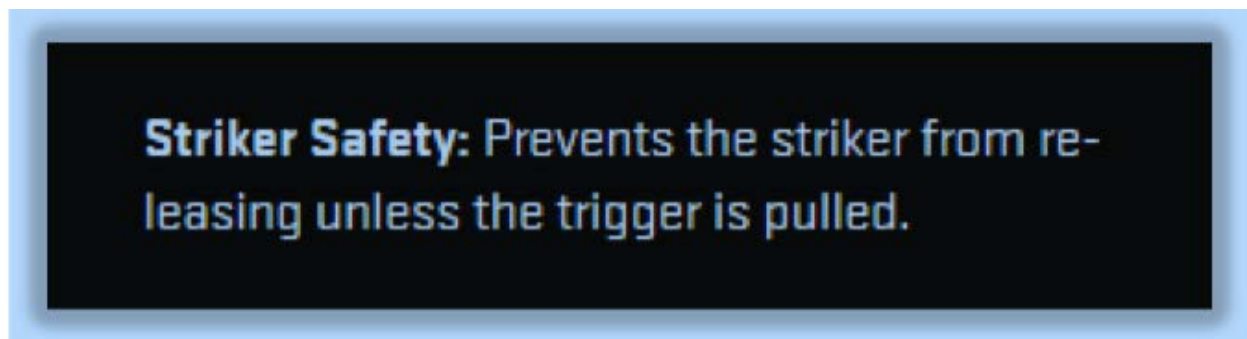 Striker Safety: Prevents the striker from re-
leasing unless the trigger is pulled.